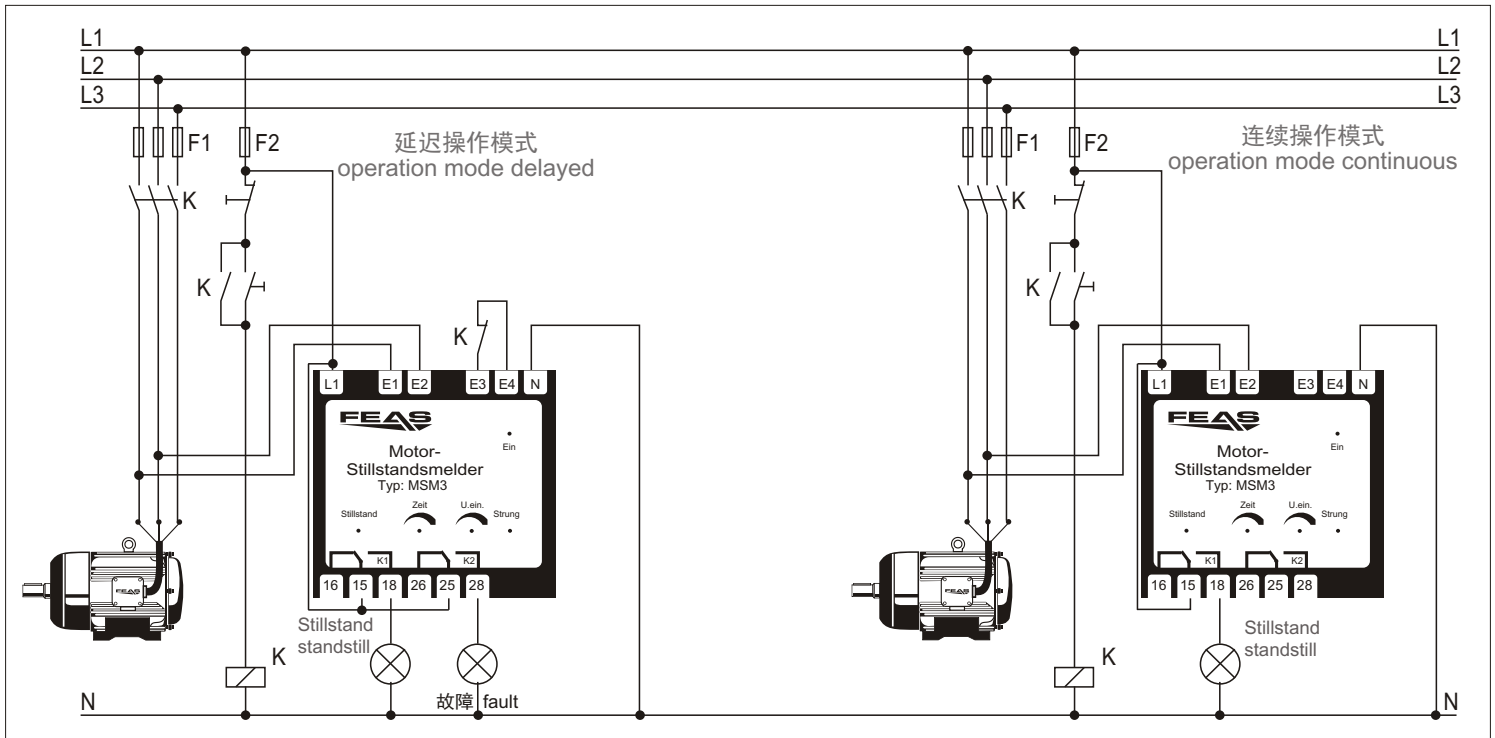 L1 L1
L2 L2
L3 L3
F1 F2
延迟操作模式
operation mode delayed
K
K
K
L1 E1 E2 E3 E4 N
FEAS
Ein
Motor-
Stillstandsmelder
Typ: MSM3
Stillstand Zeit U.ein. Strung
K1 K2
16 15 18 26 25 28
FEAS
Stillstand
standstill
K
故障 fault
F1 F2
连续操作模式
operation mode continuous
K
K
L1 E1 E2 E3 E4 N
FEAS
Ein
Motor-
Stillstandsmelder
Typ: MSM3
Stillstand Zeit U.ein. Strung
K1 K2
16 15 18 26 25 28
FEAS
Stillstand
standstill
K
N N